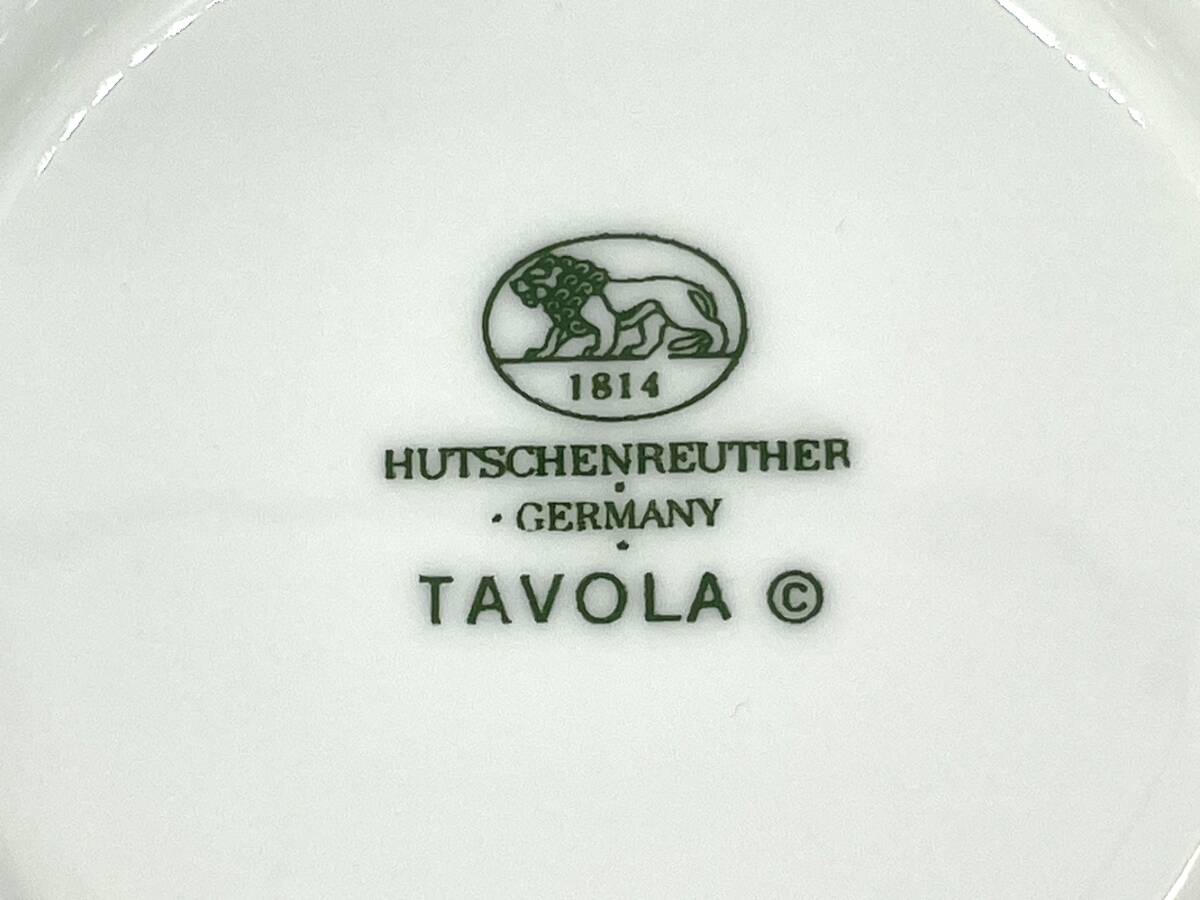 1814
HUTSCHENREUTHER
· GERMANY
TAVOLA ©